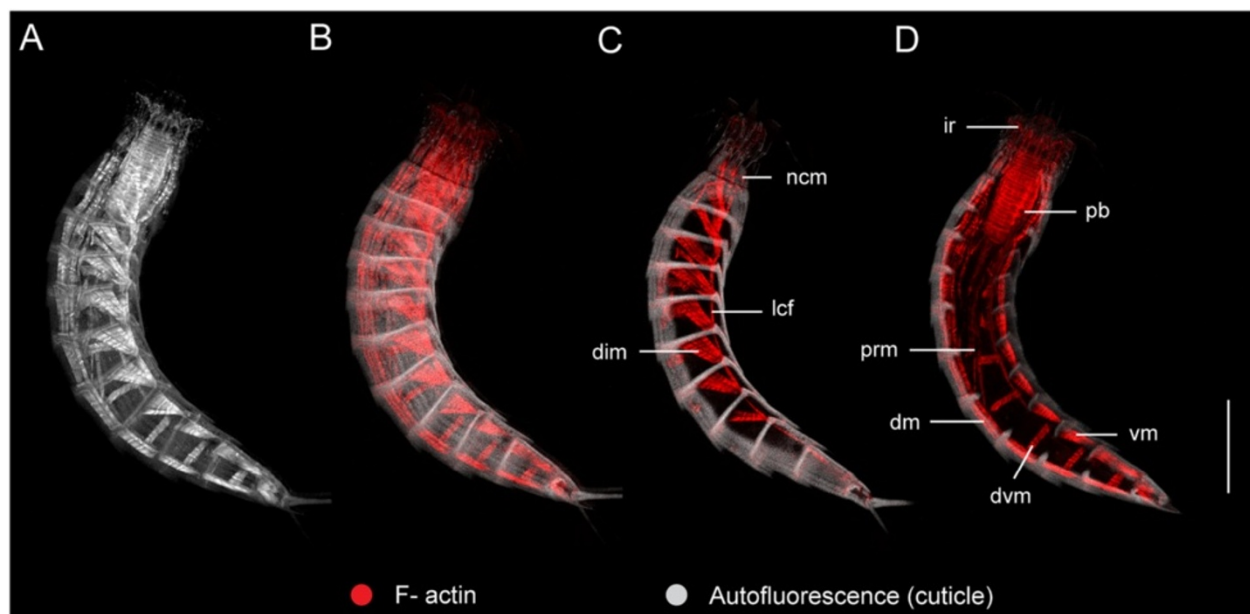 A B C D
ir
ncm
pb
lcf
dim
prm
dm
vm
dvm
F- actin Autofluorescence (cuticle)